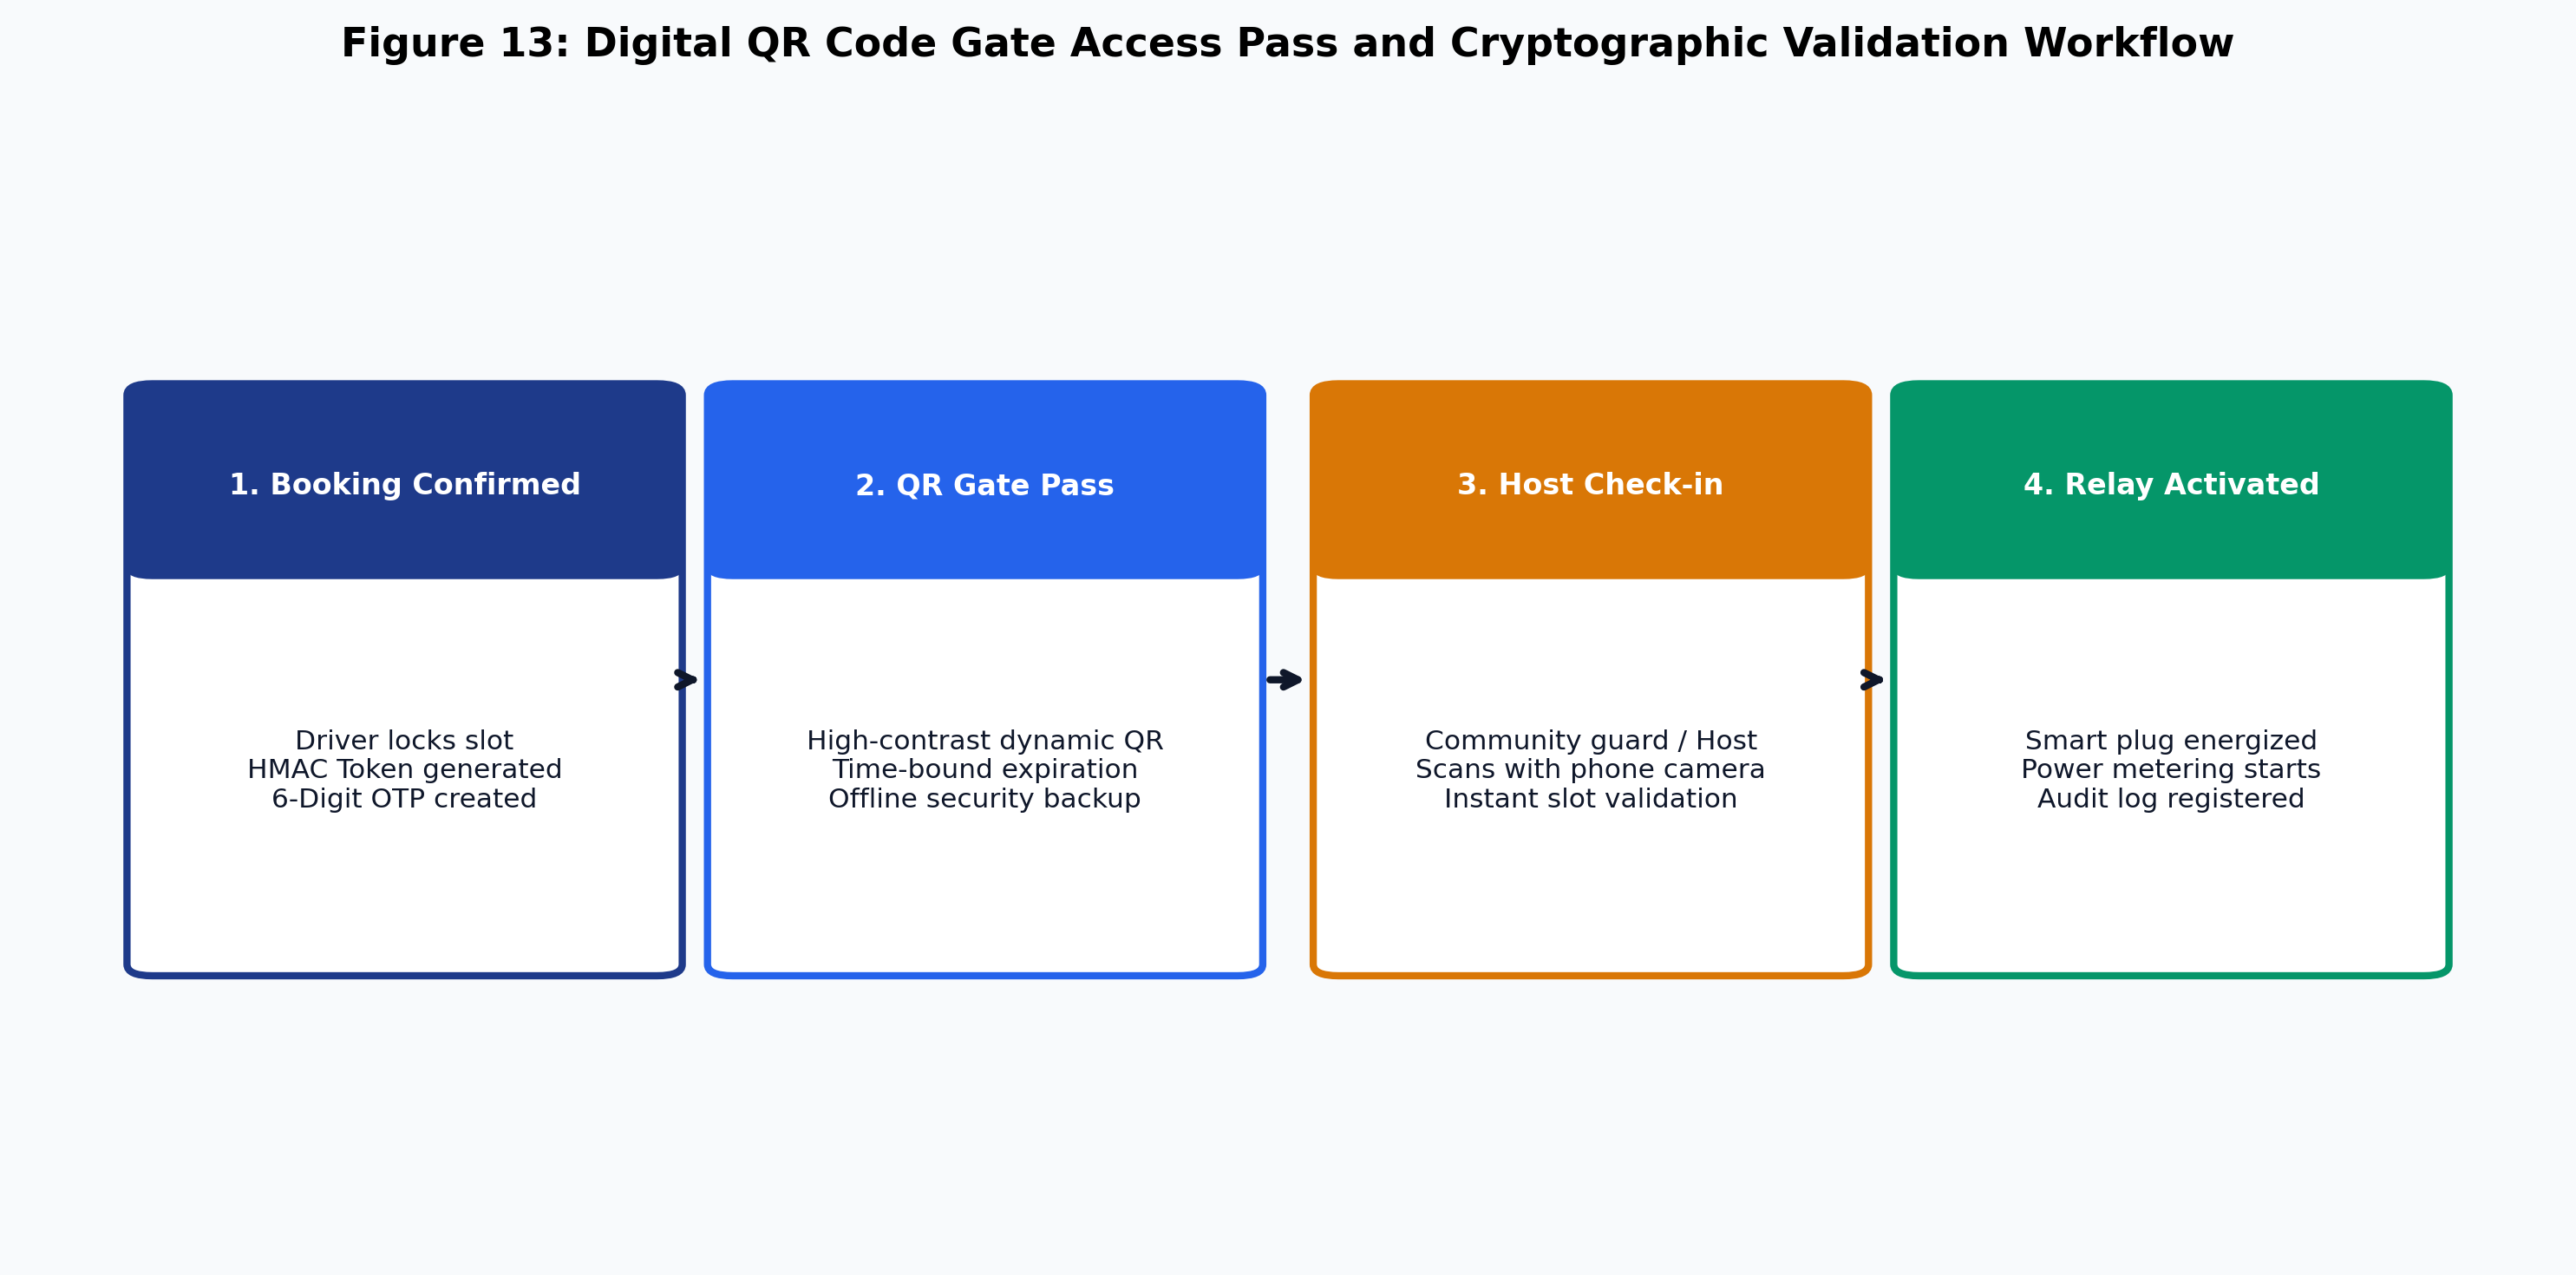 Figure 13: Digital QR Code Gate Access Pass and Cryptographic Validation Workflow
1. Booking Confirmed
Driver locks slot
HMAC Token generated
6-Digit OTP created
2. QR Gate Pass
High-contrast dynamic QR
Time-bound expiration
Offline security backup
3. Host Check-in
Community guard / Host
Scans with phone camera
Instant slot validation
4. Relay Activated
Smart plug energized
Power metering starts
Audit log registered